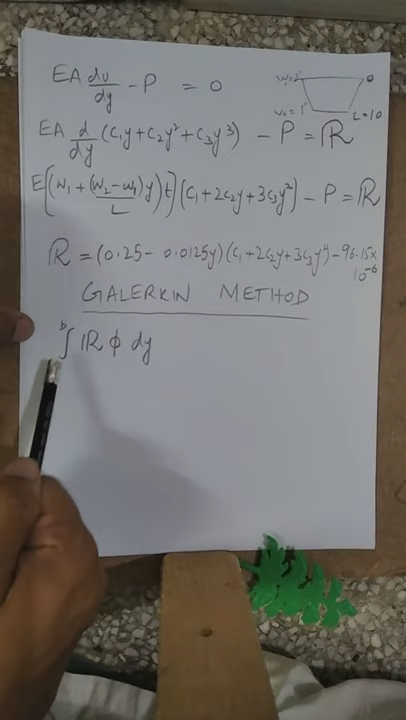 EA du/dy - P = 0
W₁=2" 0
W₂=1" L=10
EA d/dy (C₁y + C₂y² + C₃y³) - P = ℝ
E[(W₁ + (W₂-W₁)y/L) t] (C₁ + 2C₂y + 3C₃y²) - P = ℝ
ℝ = (0.25 - 0.0125y)(C₁ + 2C₂y + 3C₃y²) - 96.15×10⁻⁶
GALERKIN METHOD
b∫ ℝ ϕ dy